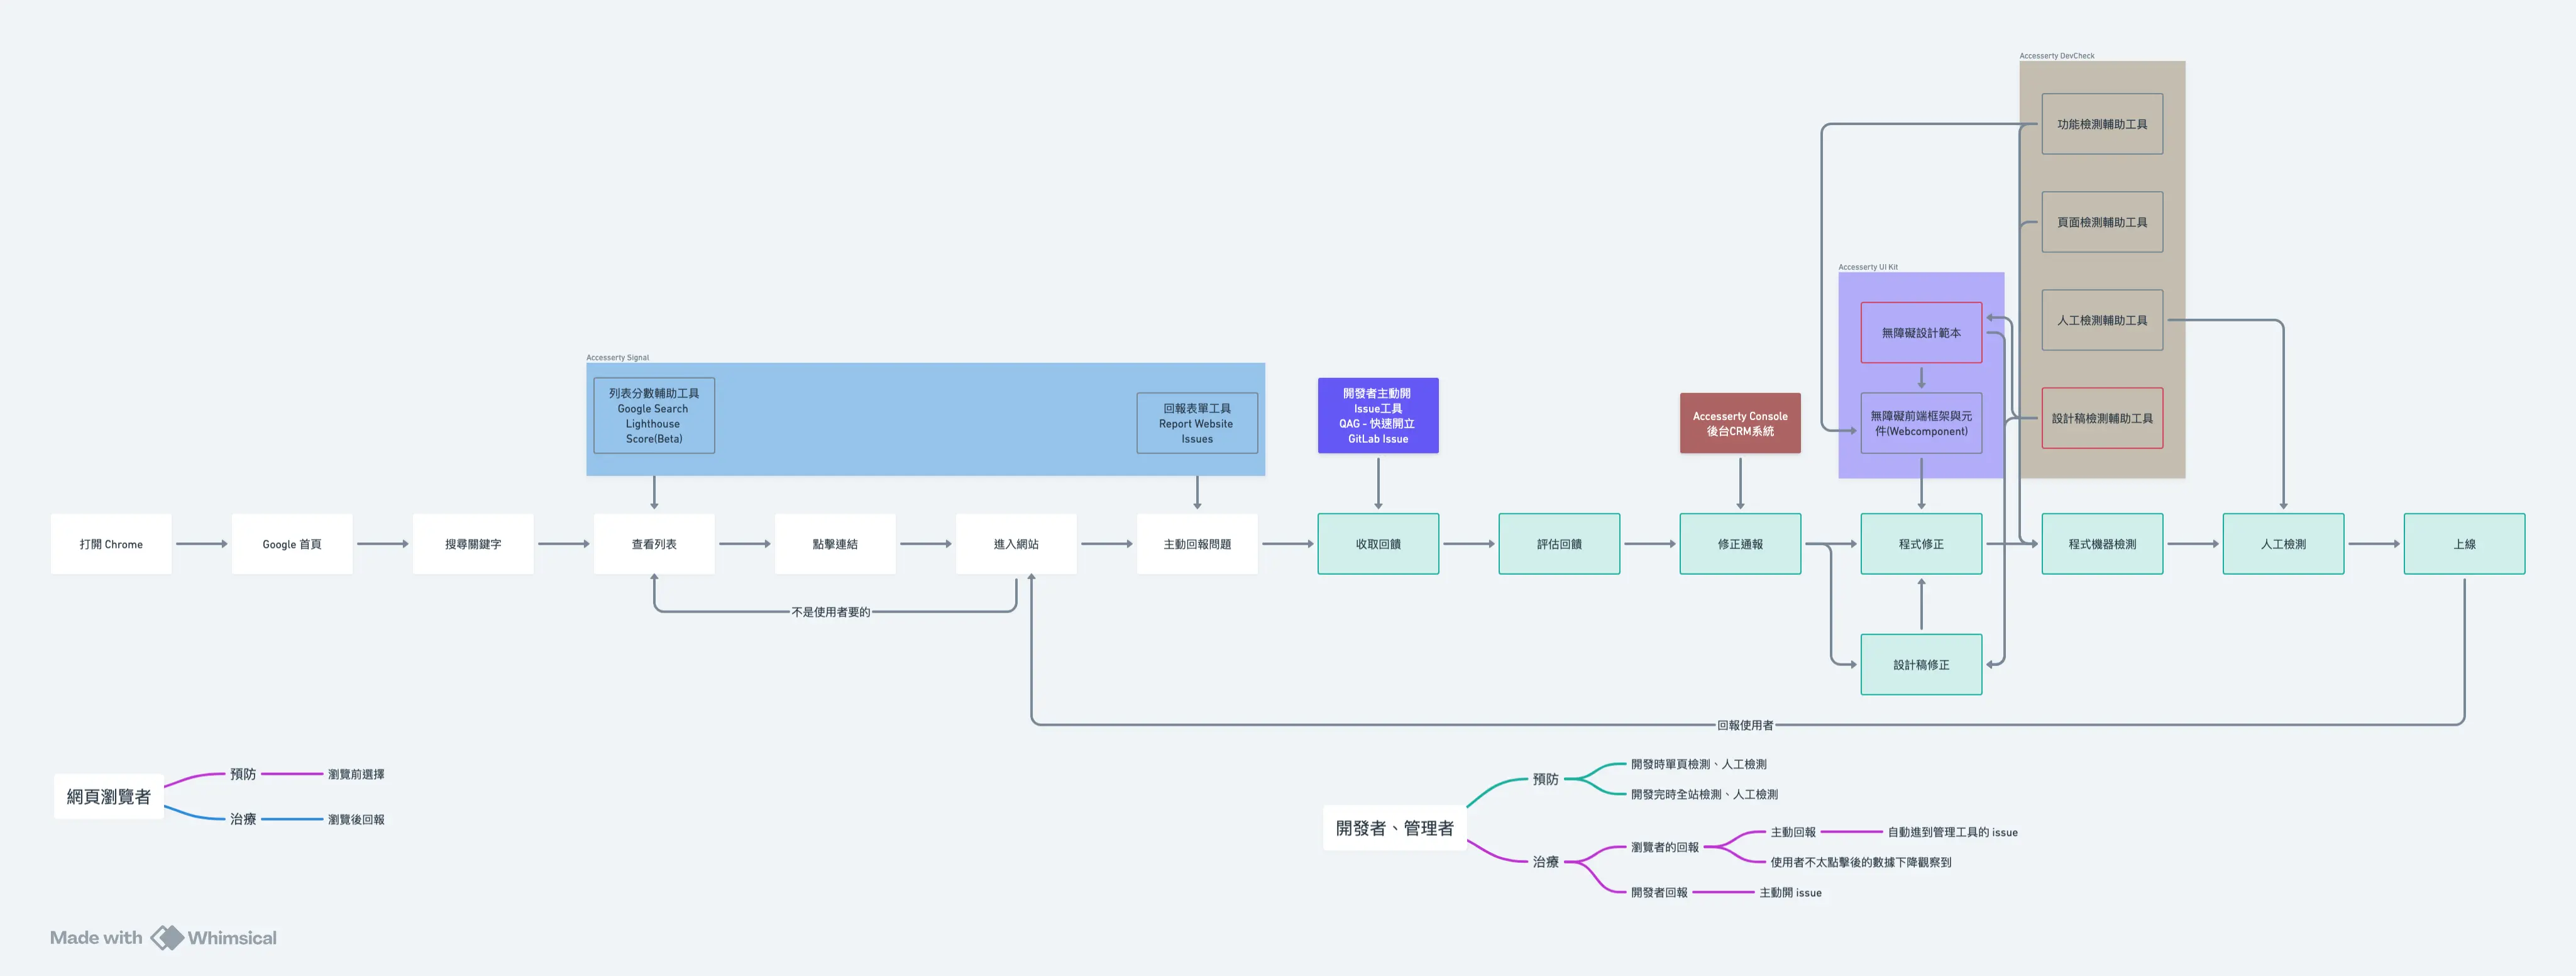 Accesserty DevCheck
功能檢測輔助工具
頁面檢測輔助工具
人工檢測輔助工具
設計稿檢測輔助工具
Accesserty UI Kit
無障礙設計範本
無障礙前端框架與元
件(Webcomponent)
Accesserty Signal
列表分數輔助工具
Google Search
Lighthouse
Score(Beta)
回報表單工具
Report Website
Issues
開發者主動開
Issue工具
QAG - 快速開立
GitLab Issue
Accesserty Console
後台CRM系統
打開 Chrome
Google 首頁
搜尋關鍵字
查看列表
點擊連結
進入網站
主動回報問題
收取回饋
評估回饋
修正通報
程式修正
程式機器檢測
人工檢測
上線
不是使用者要的
設計稿修正
回報使用者
網頁瀏覽者
預防
瀏覽前選擇
治療
瀏覽後回報
開發者、管理者
預防
開發時單頁檢測、人工檢測
開發完時全站檢測、人工檢測
治療
瀏覽者的回報
主動回報
自動進到管理工具的 issue
使用者不太點擊後的數據下降觀察到
開發者回報
主動開 issue
Made with Whimsical